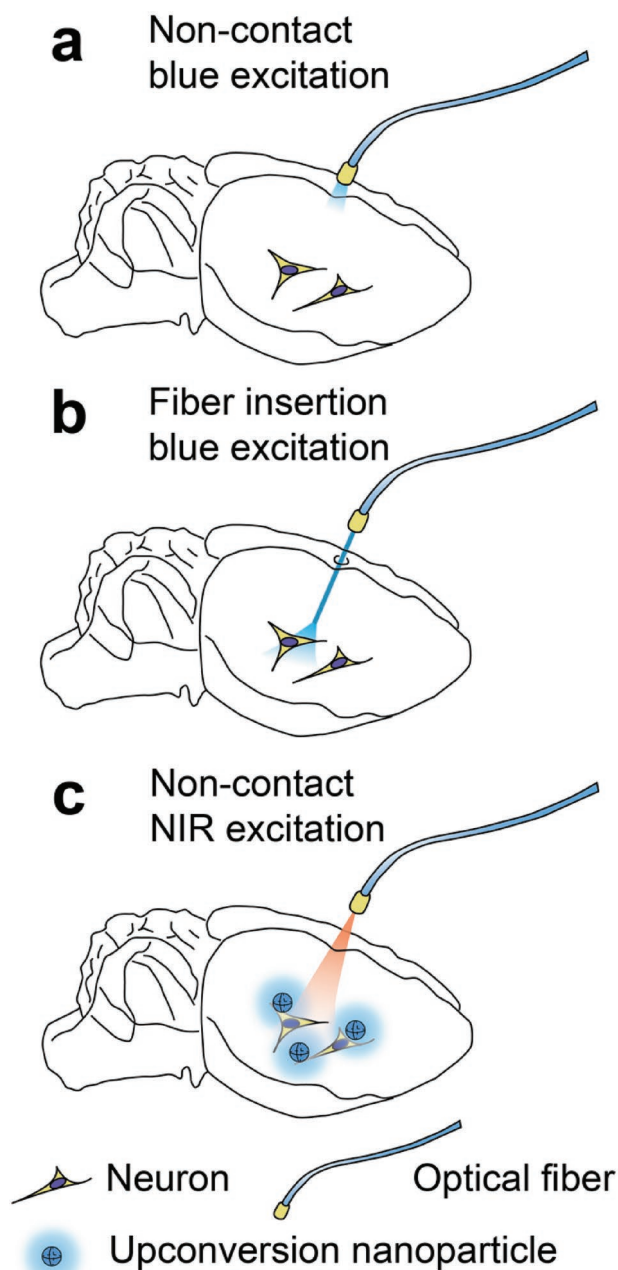 a
Non-contact
blue excitation
b
Fiber insertion
blue excitation
c
Non-contact
NIR excitation
Neuron
Optical fiber
Upconversion nanoparticle